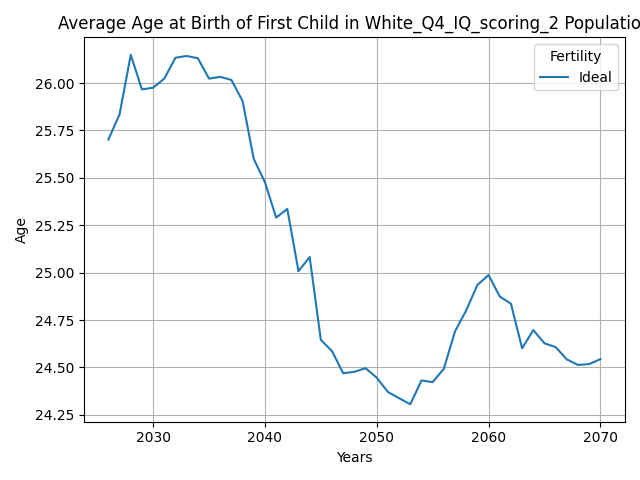 Average Age at Birth of First Child in White_Q4_IQ_scoring_2 Populatio
Fertility
Ideal
Age
26.00
25.75
25.50
25.25
25.00
24.75
24.50
24.25
2030 2040 2050 2060 2070
Years